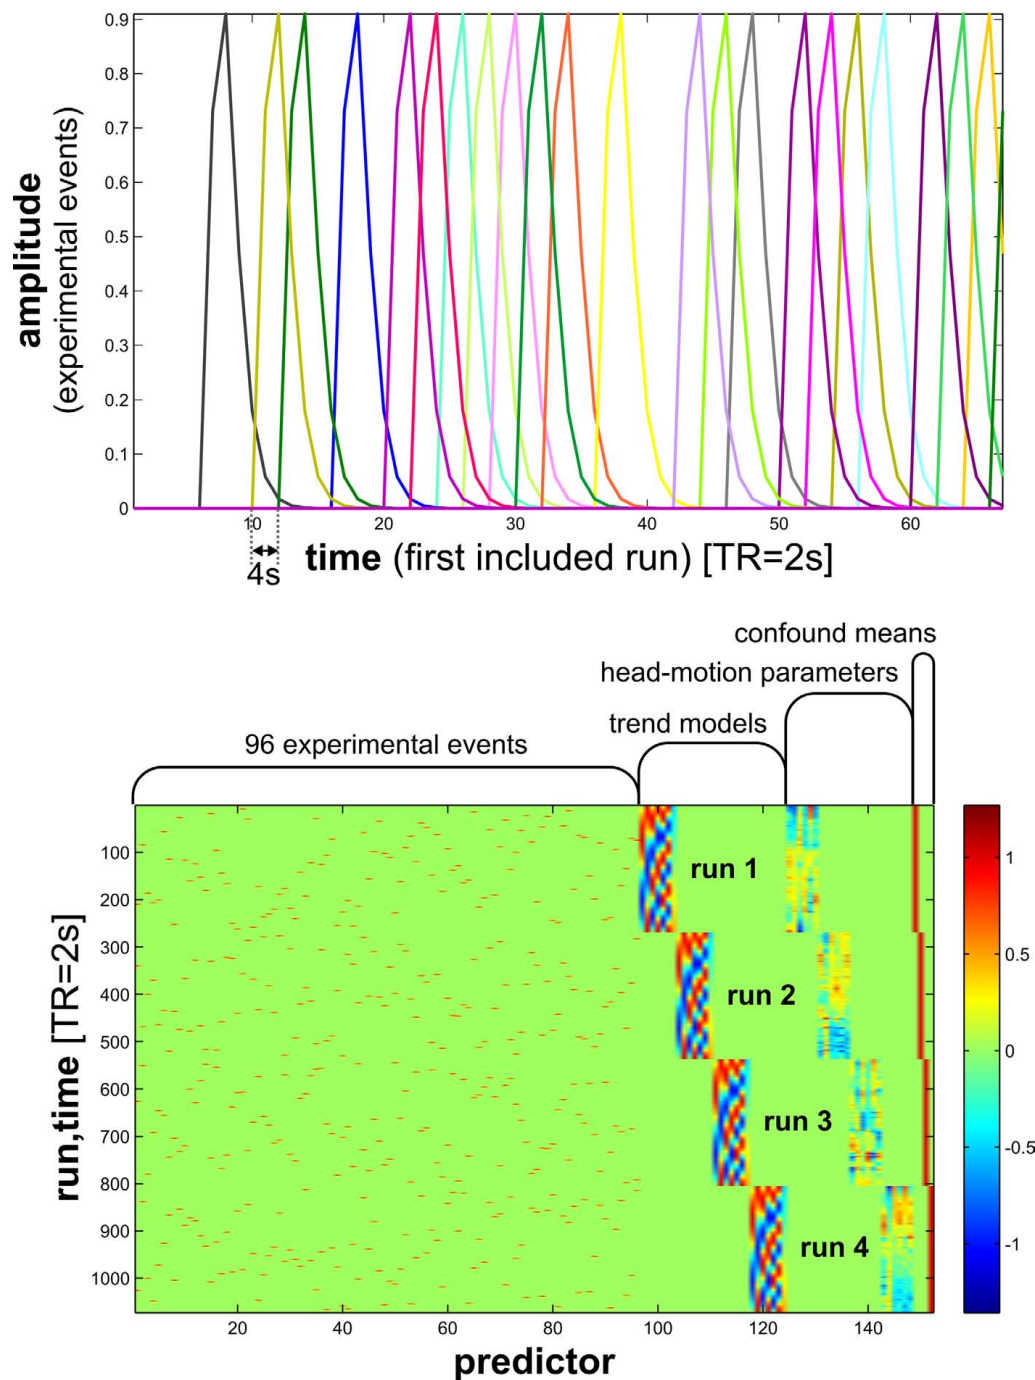 0.9
0.8
0.7
0.6
0.5
0.4
0.3
0.2
0.1
0
amplitude
(experimental events)
10 20 30 40 50 60
4s
time (first included run) [TR=2s]
confound means
head-motion parameters
trend models
96 experimental events
run,time [TR=2s]
100
200
300
400
500
600
700
800
900
1000
run 1
run 2
run 3
run 4
1
0.5
0
-0.5
-1
20 40 60 80 100 120 140
predictor